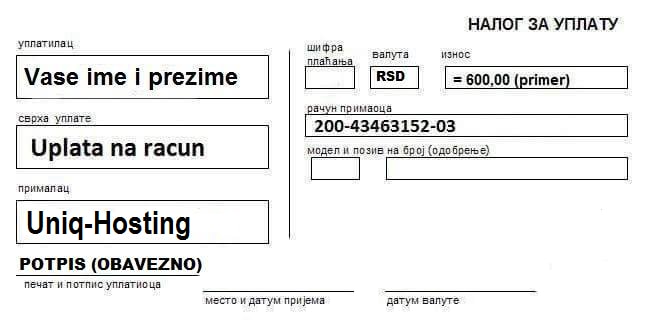 НАЛОГ ЗА УПЛАТУ
уплатилац
Vase ime i prezime
сврха уплате
Uplata na racun
прималац
Uniq-Hosting
POTPIS (OBAVEZNO)
печат и потпис уплатиоца
место и датум пријема
шифра
плаћања
валута
RSD
износ
= 600,00 (primer)
рачун примаоца
200-43463152-03
модел и позив на број (одобрење)
датум валуте